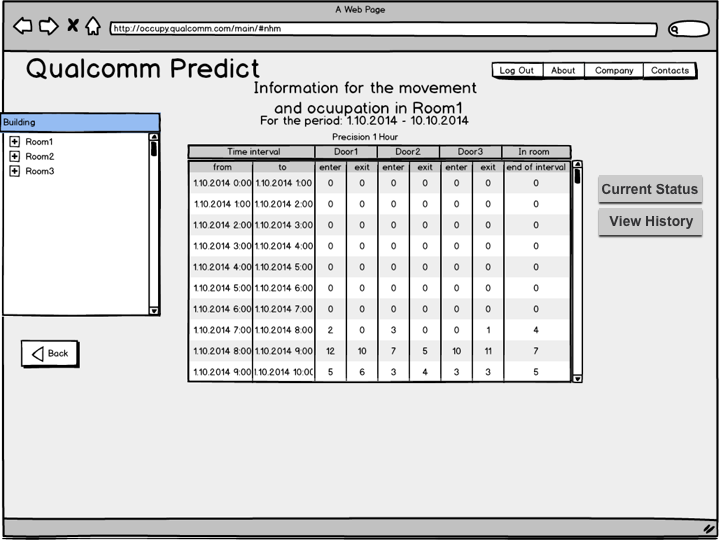 A Web Page
http://occupy.qualcomm.com/main/#nhm
Qualcomm Predict
Log Out About Company Contacts
Information for the movement
and ocuupation in Room1
For the period: 1.10.2014 - 10.10.2014
Precision 1 Hour
Building
Room1
Room2
Room3
Time interval Door1 Door2 Door3 In room
from to enter exit enter exit enter exit end of interval
1.10.2014 0:00 1.10.2014 1:00 0 0 0 0 0 0 0
1.10.2014 1:00 1.10.2014 2:00 0 0 0 0 0 0 0
1.10.2014 2:00 1.10.2014 3:00 0 0 0 0 0 0 0
1.10.2014 3:00 1.10.2014 4:00 0 0 0 0 0 0 0
1.10.2014 4:00 1.10.2014 5:00 0 0 0 0 0 0 0
1.10.2014 5:00 1.10.2014 6:00 0 0 0 0 0 0 0
1.10.2014 6:00 1.10.2014 7:00 0 0 0 0 0 0 0
1.10.2014 7:00 1.10.2014 8:00 2 0 3 0 0 1 4
1.10.2014 8:00 1.10.2014 9:00 12 10 7 5 10 11 7
1.10.2014 9:00 1.10.2014 10:00 5 6 3 4 3 3 5
Current Status
View History
Back